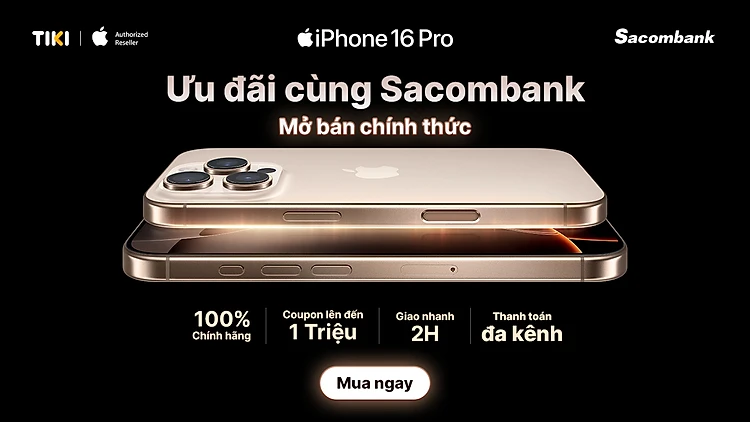 TIKI
Authorized
Reseller
iPhone 16 Pro
Sacombank
Ưu đãi cùng Sacombank
Mở bán chính thức
100%
Chính hãng
Coupon lên đến
1 Triệu
Giao nhanh
2H
Thanh toán
đa kênh
Mua ngay